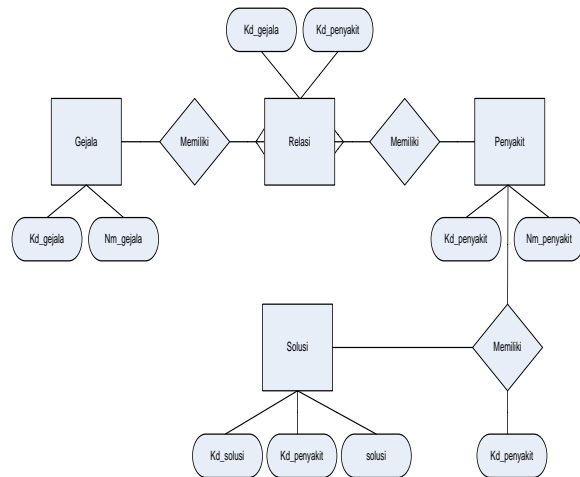 Kd_gejala
Kd_penyakit
Gejala
Memiliki
Relasi
Memiliki
Penyakit
Kd_gejala
Nm_gejala
Kd_penyakit
Nm_penyakit
Solusi
Memiliki
Kd_solusi
Kd_penyakit
solusi
Kd_penyakit